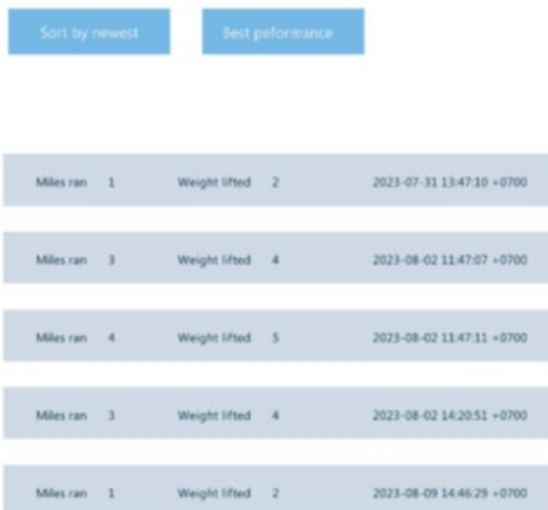 Sort by newest Best peformance
Miles ran 1 Weight lifted 2 2023-07-31 13:47:10 +0700
Miles ran 3 Weight lifted 4 2023-08-02 11:47:07 +0700
Miles ran 4 Weight lifted 5 2023-08-02 11:47:11 +0700
Miles ran 3 Weight lifted 4 2023-08-02 14:20:51 +0700
Miles ran 1 Weight lifted 2 2023-08-09 14:46:29 +0700